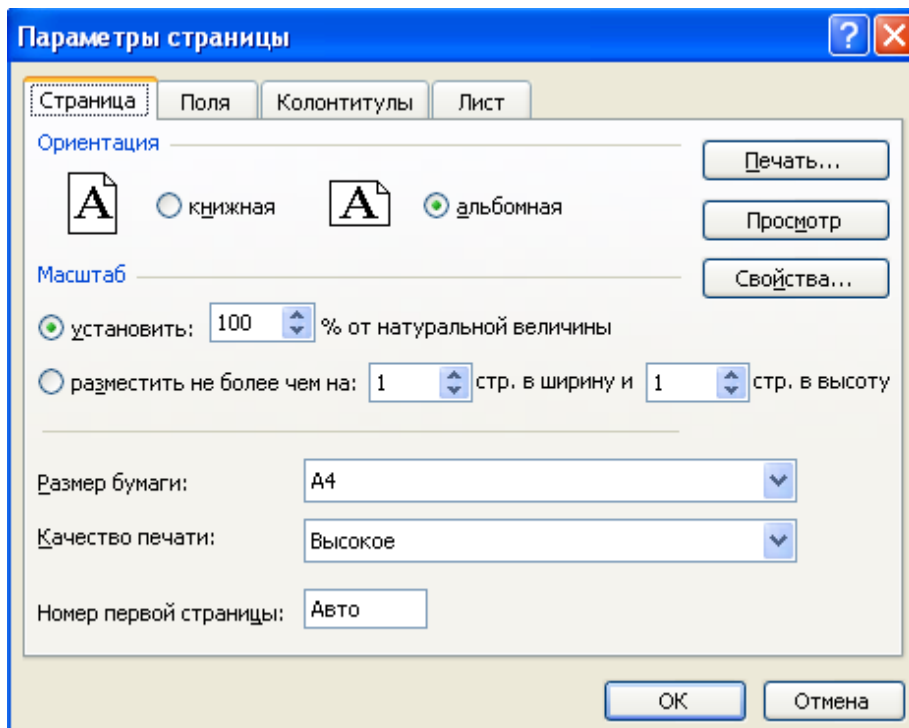 Параметры страницы
Страница Поля Колонтитулы Лист
Ориентация
A книжная A альбомная
Печать...
Просмотр
Масштаб
Свойства...
установить: 100 % от натуральной величины
разместить не более чем на: 1 стр. в ширину и 1 стр. в высоту
Размер бумаги: A4
Качество печати: Высокое
Номер первой страницы: Авто
ОК Отмена